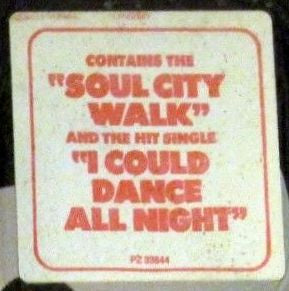 CONTAINS THE
"SOUL CITY
WALK"
AND THE HIT SINGLE
"I COULD
DANCE
ALL NIGHT"
PZ 33844